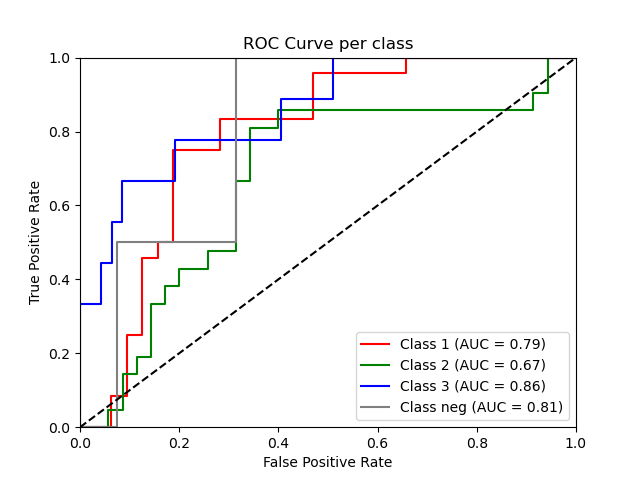 ROC Curve per class
True Positive Rate
1.0
0.8
0.6
0.4
0.2
0.0
0.0 0.2 0.4 0.6 0.8 1.0
False Positive Rate
Class 1 (AUC = 0.79)
Class 2 (AUC = 0.67)
Class 3 (AUC = 0.86)
Class neg (AUC = 0.81)